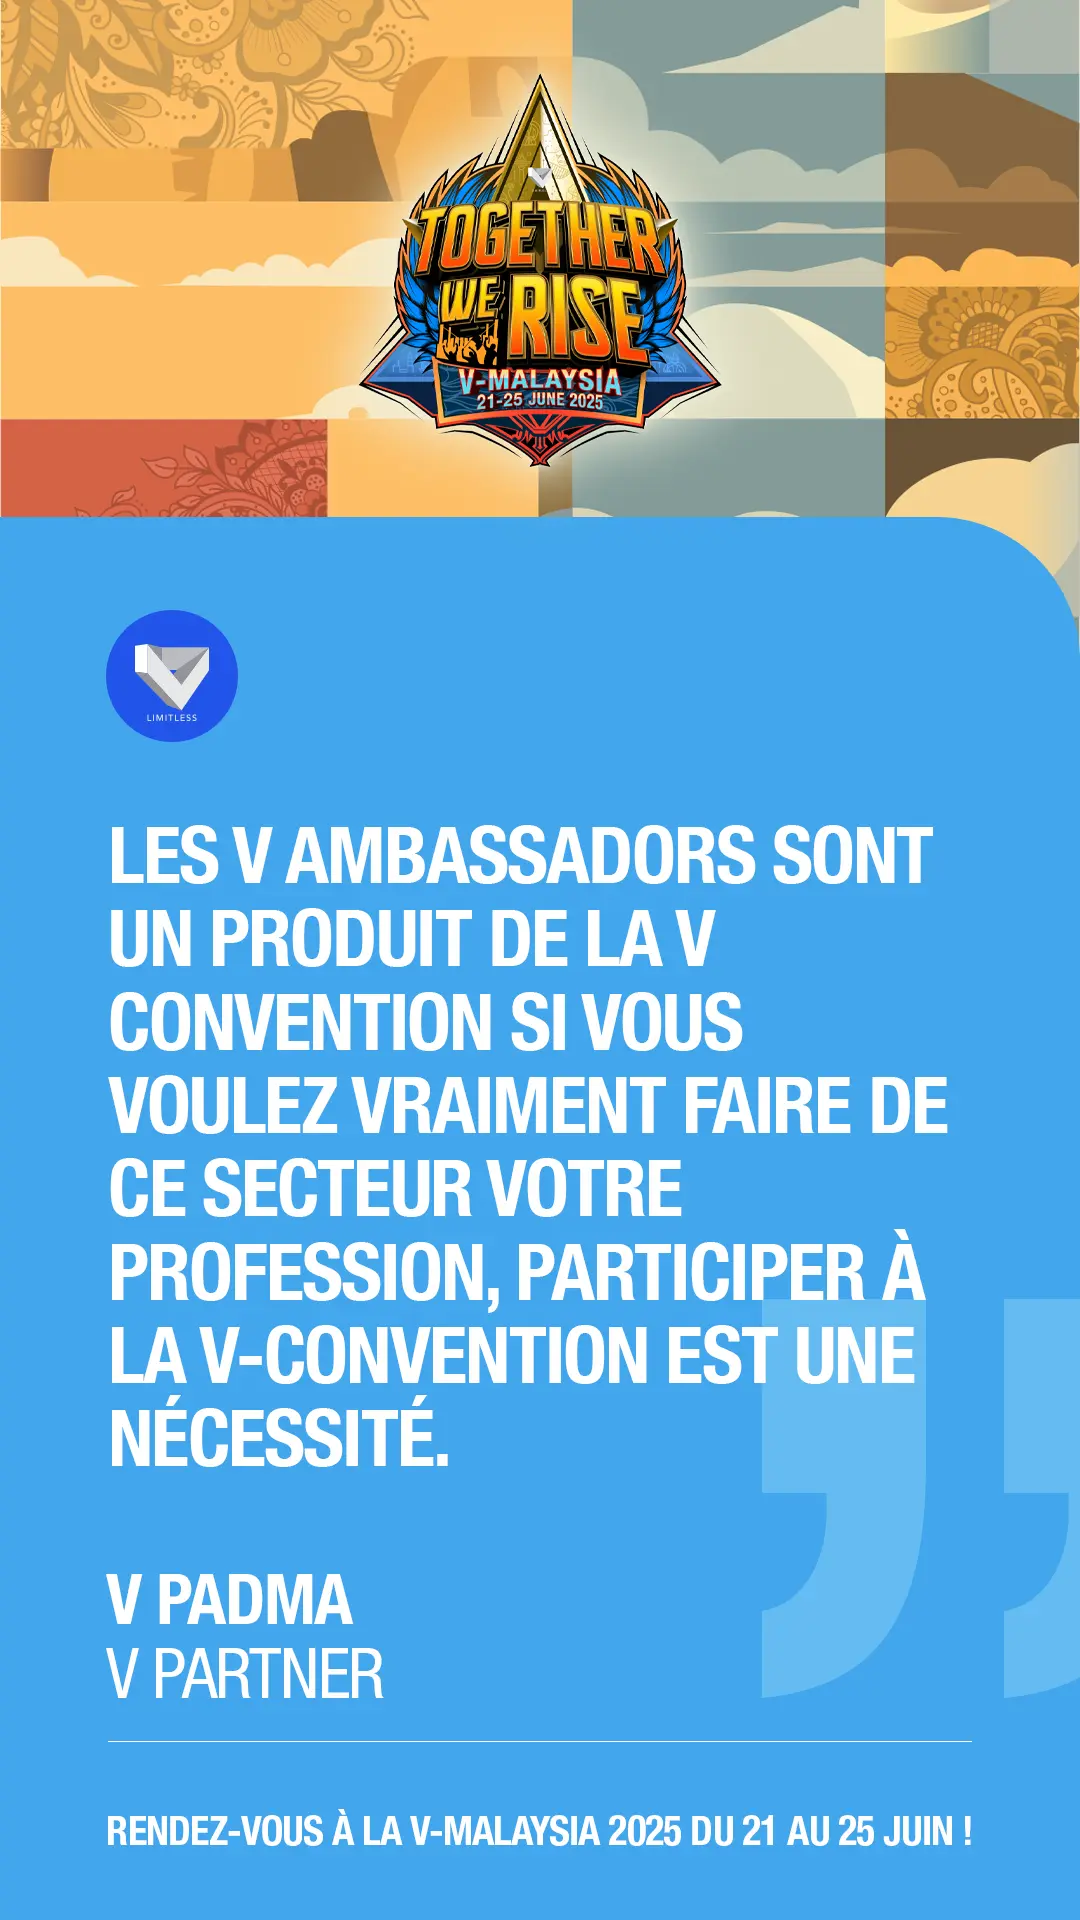 TOGETHER
WE RISE
V-MALAYSIA
21-25 JUNE 2025
LIMITLESS
LES V AMBASSADORS SONT
UN PRODUIT DE LA V
CONVENTION SI VOUS
VOULEZ VRAIMENT FAIRE DE
CE SECTEUR VOTRE
PROFESSION, PARTICIPER À
LA V-CONVENTION EST UNE
NÉCESSITÉ.
V PADMA
V PARTNER
RENDEZ-VOUS À LA V-MALAYSIA 2025 DU 21 AU 25 JUIN !